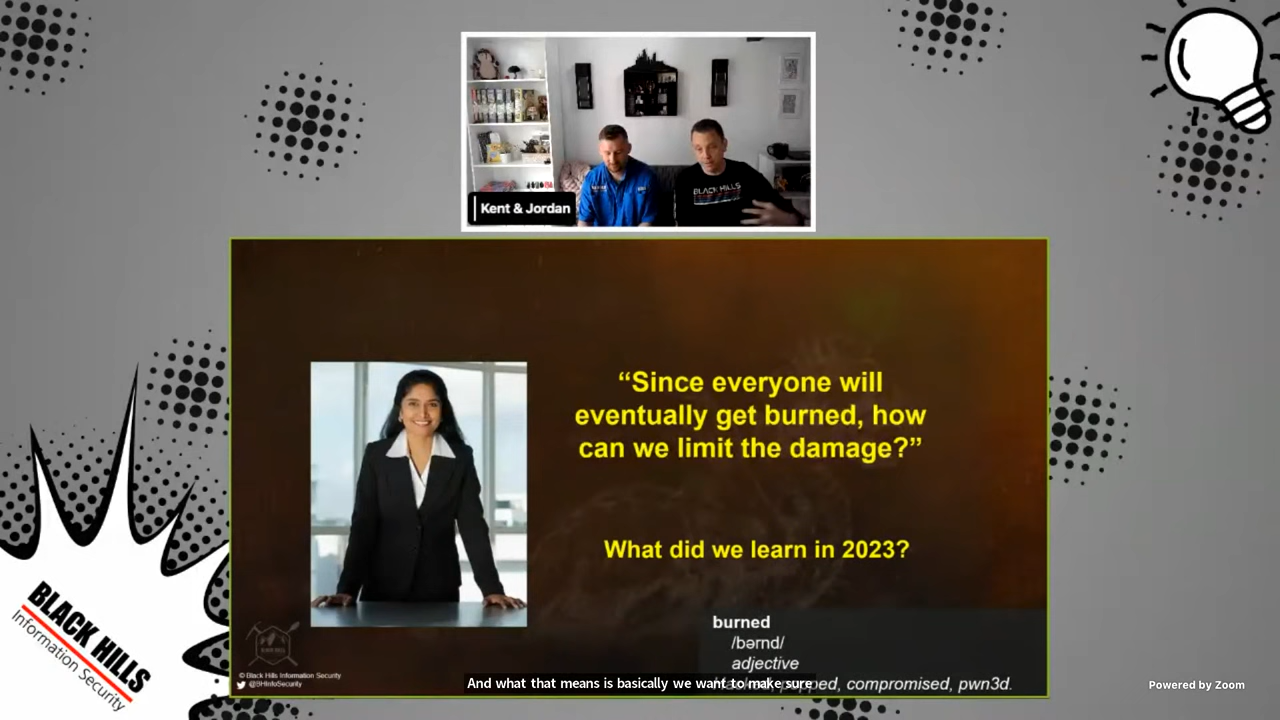 BLACK HILLS
Kent & Jordan
“Since everyone will
eventually get burned, how
can we limit the damage?”
What did we learn in 2023?
burned
/bərnd/
adjective
compromised, pwn3d.
And what that means is basically we want to make sure
© Black Hills Information Security
@BHInfoSecurity
BLACK HILLS
Information Security
Powered by Zoom